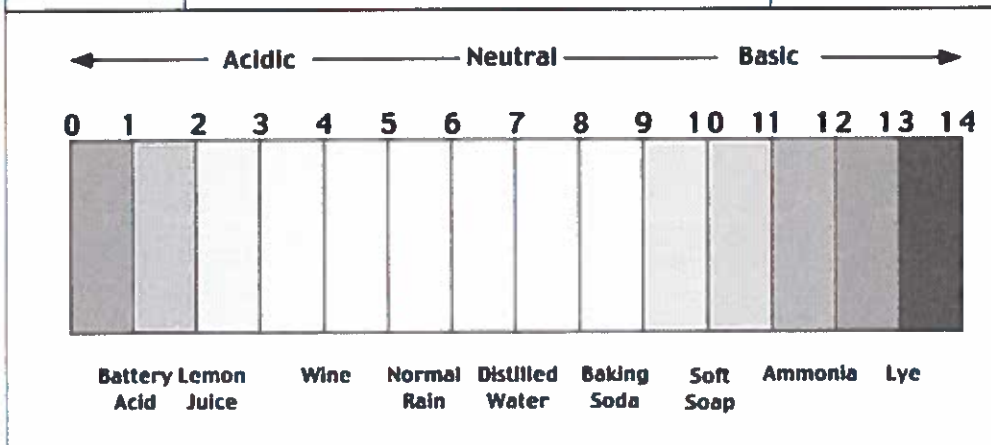 Acidic Neutral Basic
0 1 2 3 4 5 6 7 8 9 10 11 12 13 14
Battery Lemon Wine Normal Distilled Baking Soft Ammonia Lye
Acid Juice Rain Water Soda Soap